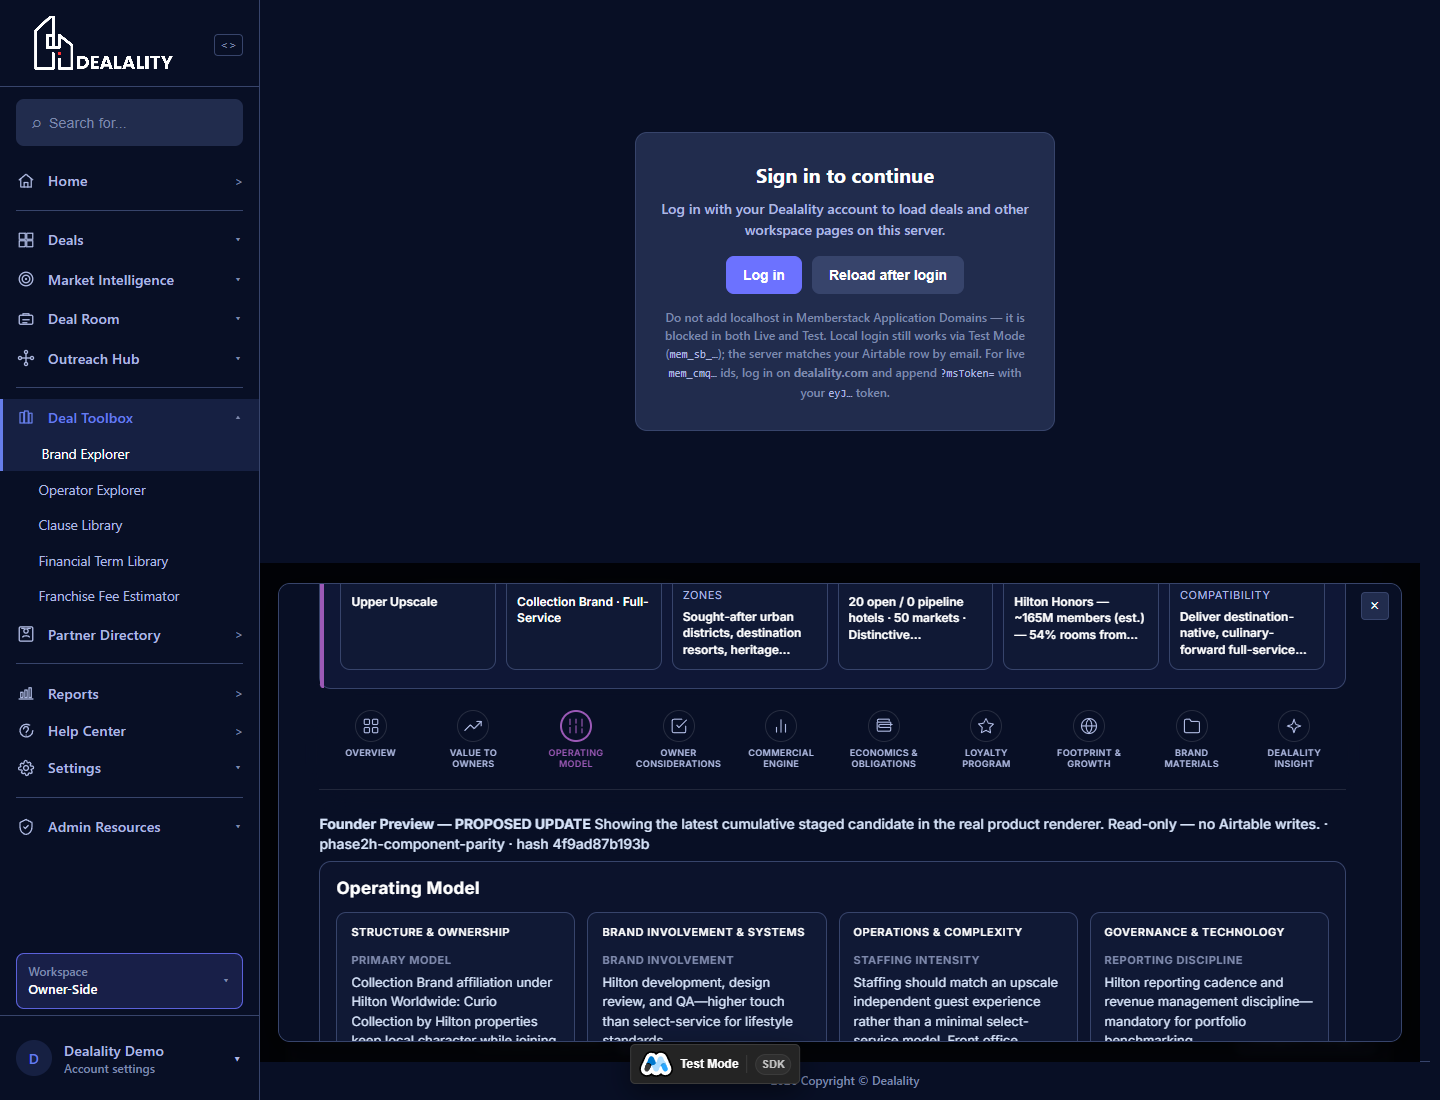 DEALALITY
< >
Search for...
Home
>
Deals
Market Intelligence
Deal Room
Outreach Hub
Deal Toolbox
Brand Explorer
Operator Explorer
Clause Library
Financial Term Library
Franchise Fee Estimator
Partner Directory
>
Reports
>
Help Center
>
Settings
Admin Resources
Workspace
Owner-Side
D
Dealality Demo
Account settings
Sign in to continue
Log in with your Dealality account to load deals and other
workspace pages on this server.
Log in
Reload after login
Do not add localhost in Memberstack Application Domains — it is
blocked in both Live and Test. Local login still works via Test Mode
(mem_sb_…); the server matches your Airtable row by email. For live
mem_cmq… ids, log in on dealality.com and append ?msToken= with
your eyJ… token.
×
Upper Upscale
Collection Brand · Full-
Service
ZONES
Sought-after urban
districts, destination
resorts, heritage...
20 open / 0 pipeline
hotels · 50 markets ·
Distinctive...
Hilton Honors —
~165M members (est.)
— 54% rooms from...
COMPATIBILITY
Deliver destination-
native, culinary-
forward full-service...
OVERVIEW
VALUE TO
OWNERS
OPERATING
MODEL
OWNER
CONSIDERATIONS
COMMERCIAL
ENGINE
ECONOMICS &
OBLIGATIONS
LOYALTY
PROGRAM
FOOTPRINT &
GROWTH
BRAND
MATERIALS
DEALALITY
INSIGHT
Founder Preview — PROPOSED UPDATE Showing the latest cumulative staged candidate in the real product renderer. Read-only — no Airtable writes. ·
phase2h-component-parity · hash 4f9ad87b193b
Operating Model
STRUCTURE & OWNERSHIP
PRIMARY MODEL
Collection Brand affiliation under
Hilton Worldwide: Curio
Collection by Hilton properties
keep local character while joining
BRAND INVOLVEMENT & SYSTEMS
BRAND INVOLVEMENT
Hilton development, design
review, and QA—higher touch
than select-service for lifestyle
standards.
OPERATIONS & COMPLEXITY
STAFFING INTENSITY
Staffing should match an upscale
independent guest experience
rather than a minimal select-
service model. Front office,
GOVERNANCE & TECHNOLOGY
REPORTING DISCIPLINE
Hilton reporting cadence and
revenue management discipline—
mandatory for portfolio
benchmarking.
Test Mode
SDK
Copyright © Dealality